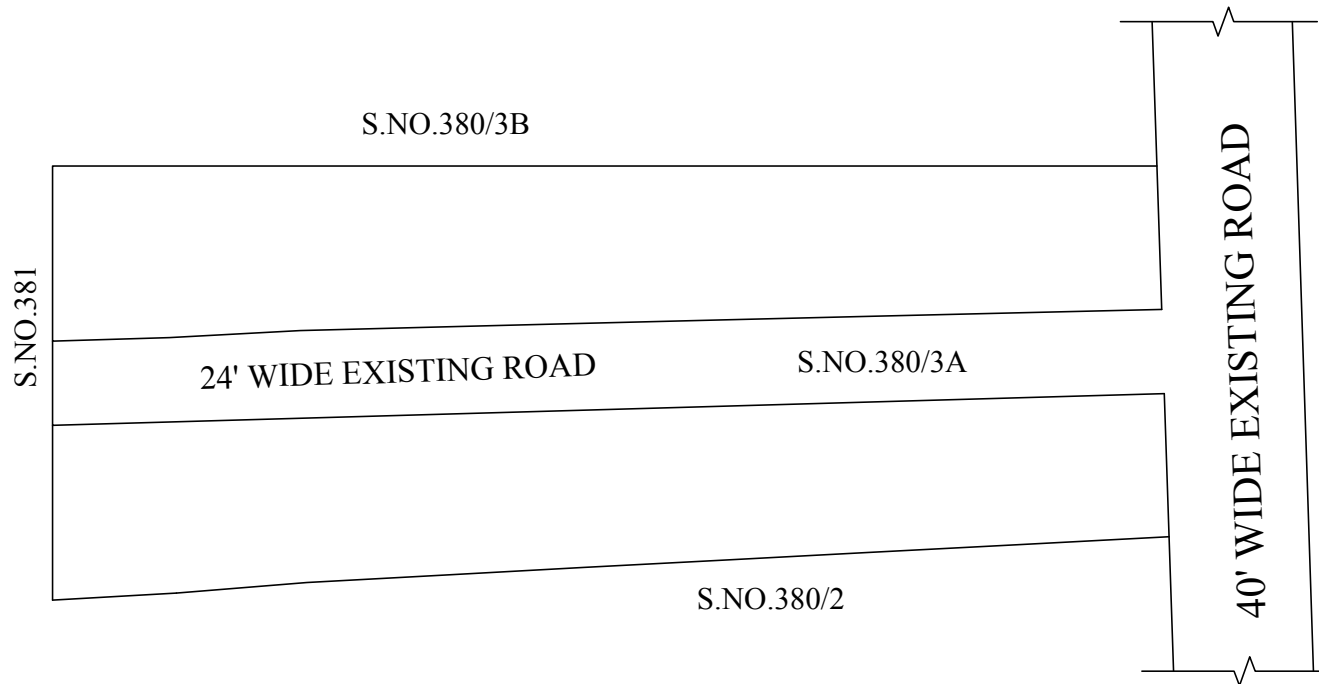 S.NO.380/3B
S.NO.381
24' WIDE EXISTING ROAD
S.NO.380/3A
40' WIDE EXISTING ROAD
S.NO.380/2